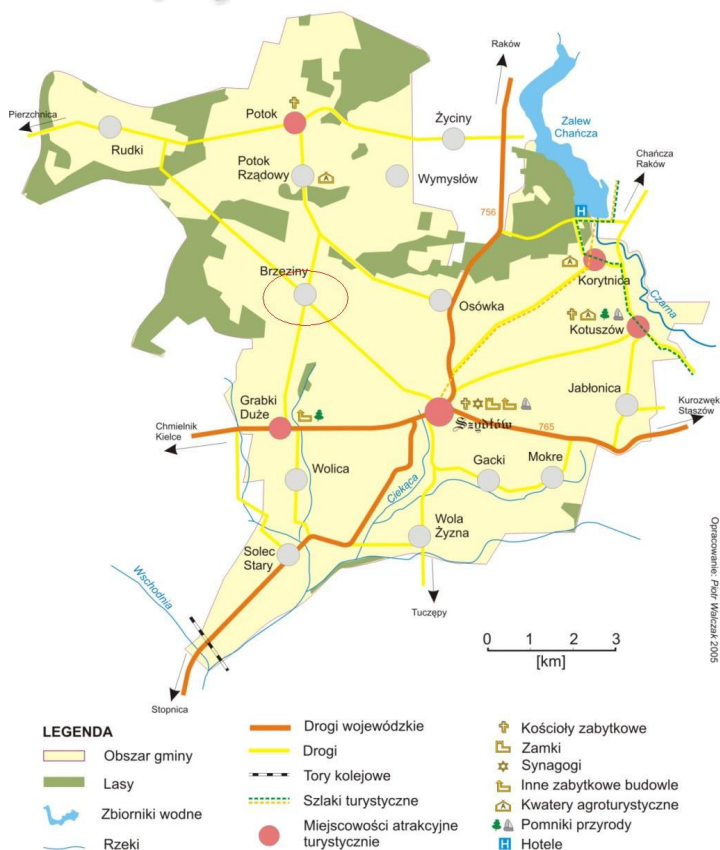 Raków
Pierzchnica
Potok
Życiny
Zalew
Chańcza
Rudki
Potok
Rządowy
Wymysłów
Chańcza
Raków
756
H
Brzeziny
Osówka
Korytnica
Czarna
Kotuszów
Grabki
Duże
Jabłonica
Kurozwęk
Staszów
Chmielnik
Kielce
Szydłów
765
Wolica
Gacki
Mokre
Ciekąca
Wola
Żyzna
Solec
Stary
Wschodnia
Tuczępy
Opracowanie: Piotr Walczak 2005
0 1 2 3
[km]
Stopnica
LEGENDA
Obszar gminy
Lasy
Zbiorniki wodne
Rzeki
Drogi wojewódzkie
Drogi
Tory kolejowe
Szlaki turystyczne
Miejscowości atrakcyjne
turystycznie
Kościoły zabytkowe
Zamki
Synagogi
Inne zabytkowe budowle
Kwatery agroturystyczne
Pomniki przyrody
H Hotele